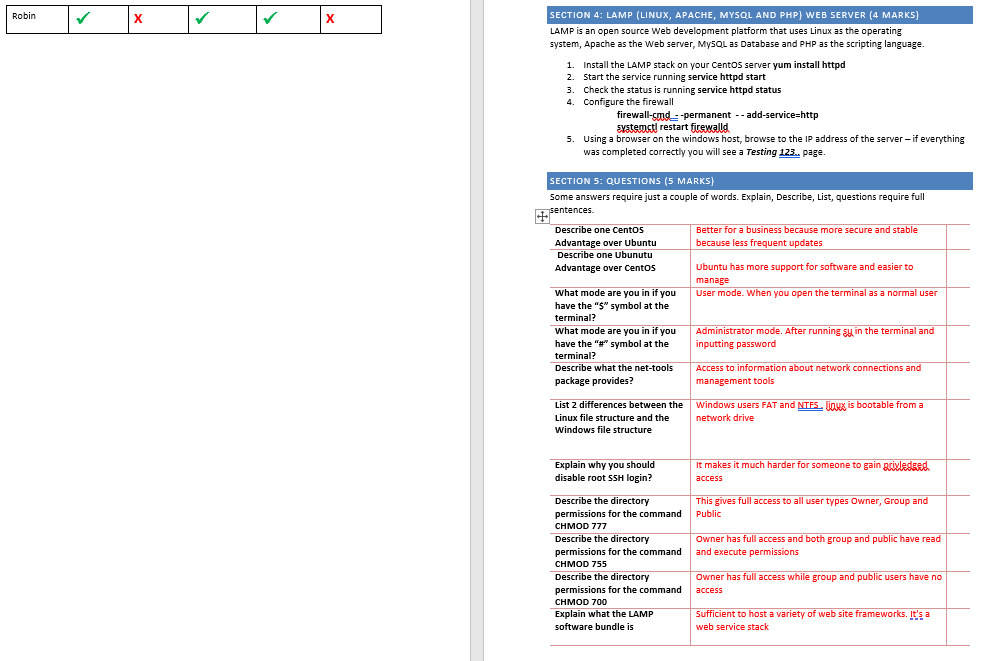 Robin ✓ X ✓ ✓ X
SECTION 4: LAMP (LINUX, APACHE, MYSQL AND PHP) WEB SERVER (4 MARKS)
LAMP is an open source Web development platform that uses Linux as the operating
system, Apache as the Web server, MySQL as Database and PHP as the scripting language.
1. Install the LAMP stack on your CentOS server yum install httpd
2. Start the service running service httpd start
3. Check the status is running service httpd status
4. Configure the firewall
firewall-cmd - -permanent - - add-service=http
systemctl restart firewalld
5. Using a browser on the windows host, browse to the IP address of the server – if everything
was completed correctly you will see a Testing 123.. page.
SECTION 5: QUESTIONS (5 MARKS)
Some answers require just a couple of words. Explain, Describe, List, questions require full
sentences.
Describe one CentOS
Advantage over Ubuntu
Better for a business because more secure and stable
because less frequent updates
Describe one Ubunutu
Advantage over CentOS
Ubuntu has more support for software and easier to
manage
What mode are you in if you
have the "$" symbol at the
terminal?
User mode. When you open the terminal as a normal user
What mode are you in if you
have the "#" symbol at the
terminal?
Administrator mode. After running su in the terminal and
inputting password
Describe what the net-tools
package provides?
Access to information about network connections and
management tools
List 2 differences between the
Linux file structure and the
Windows file structure
Windows users FAT and NTFS , linux is bootable from a
network drive
Explain why you should
disable root SSH login?
It makes it much harder for someone to gain priviledged
access
Describe the directory
permissions for the command
CHMOD 777
This gives full access to all user types Owner, Group and
Public
Describe the directory
permissions for the command
CHMOD 755
Owner has full access and both group and public have read
and execute permissions
Describe the directory
permissions for the command
CHMOD 700
Owner has full access while group and public users have no
access
Explain what the LAMP
software bundle is
Sufficient to host a variety of web site frameworks. It's a
web service stack